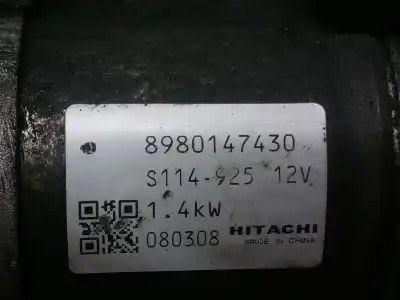 8980147430
S114-925 12V
1.4kW
080308 HITACHI
MADE IN CHINA